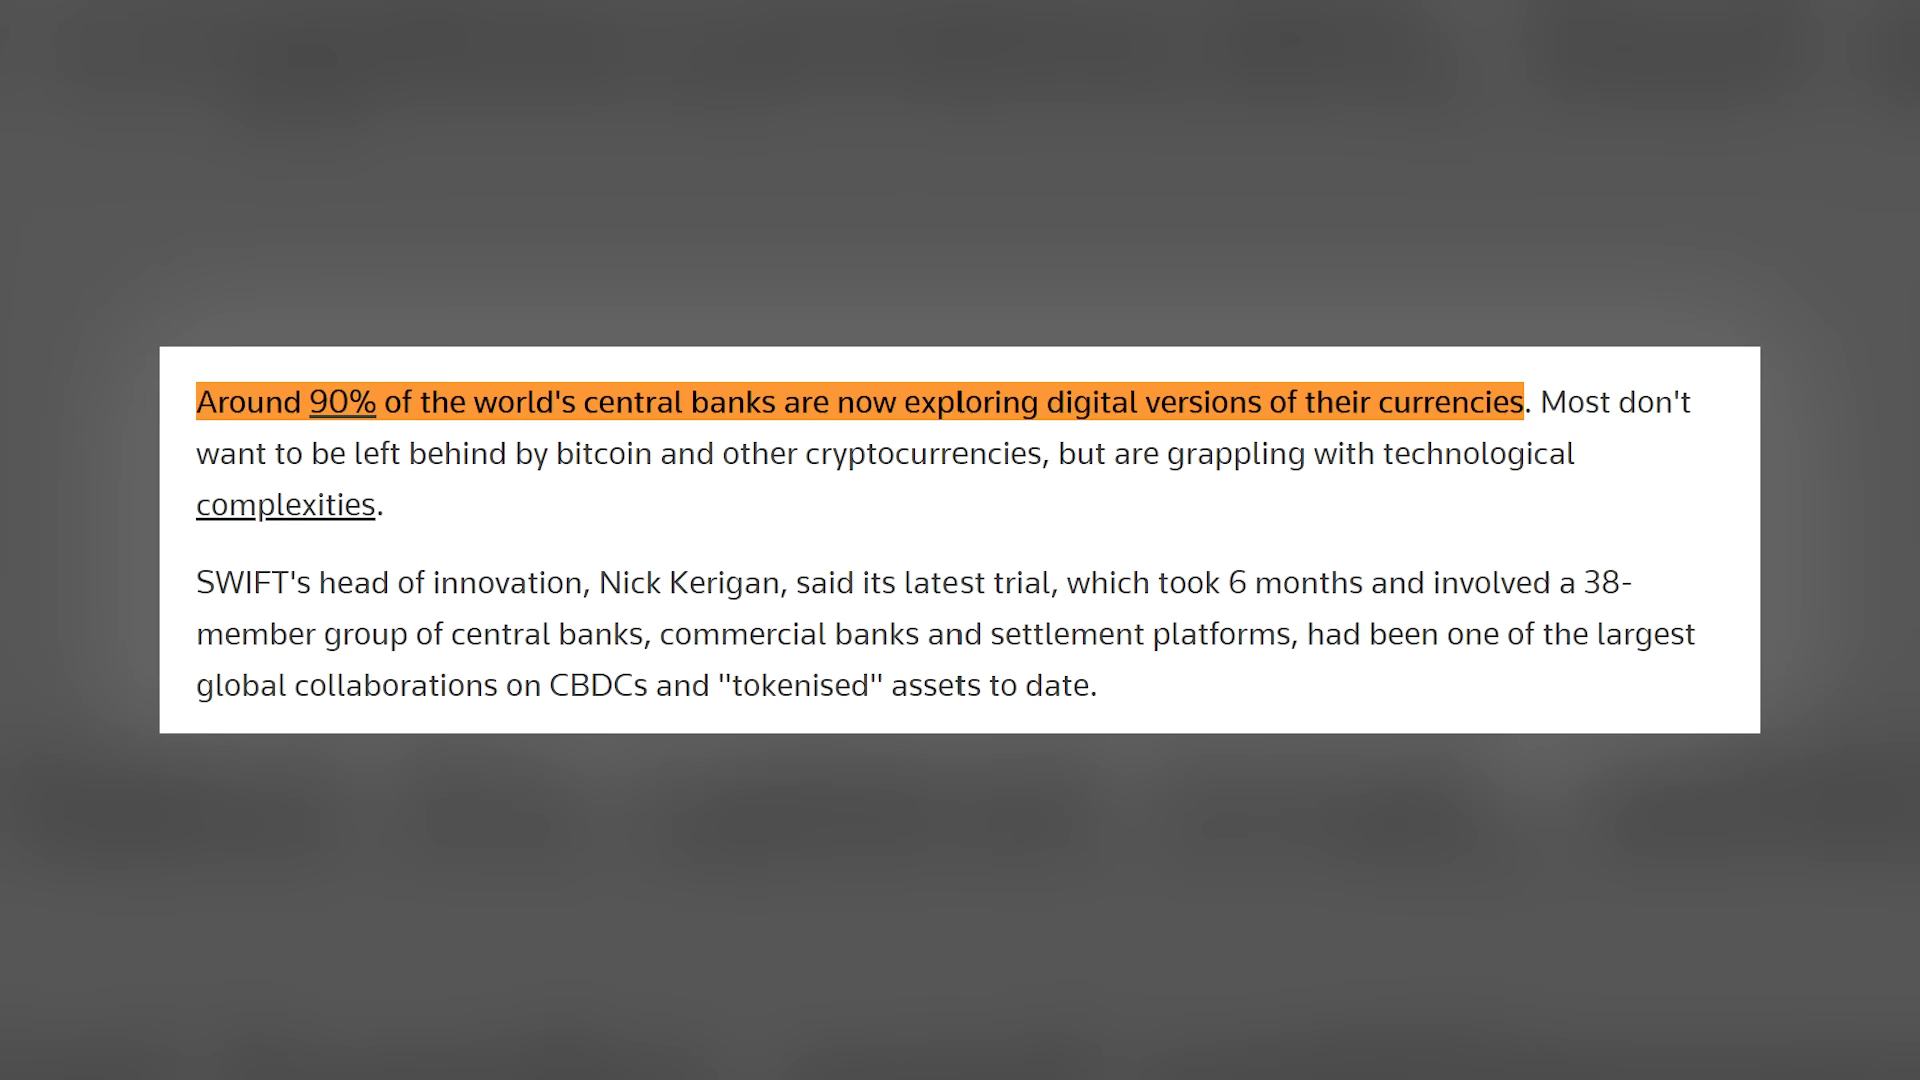 Around 90% of the world's central banks are now exploring digital versions of their currencies. Most don't
want to be left behind by bitcoin and other cryptocurrencies, but are grappling with technological
complexities.
SWIFT's head of innovation, Nick Kerigan, said its latest trial, which took 6 months and involved a 38-
member group of central banks, commercial banks and settlement platforms, had been one of the largest
global collaborations on CBDCs and "tokenised" assets to date.